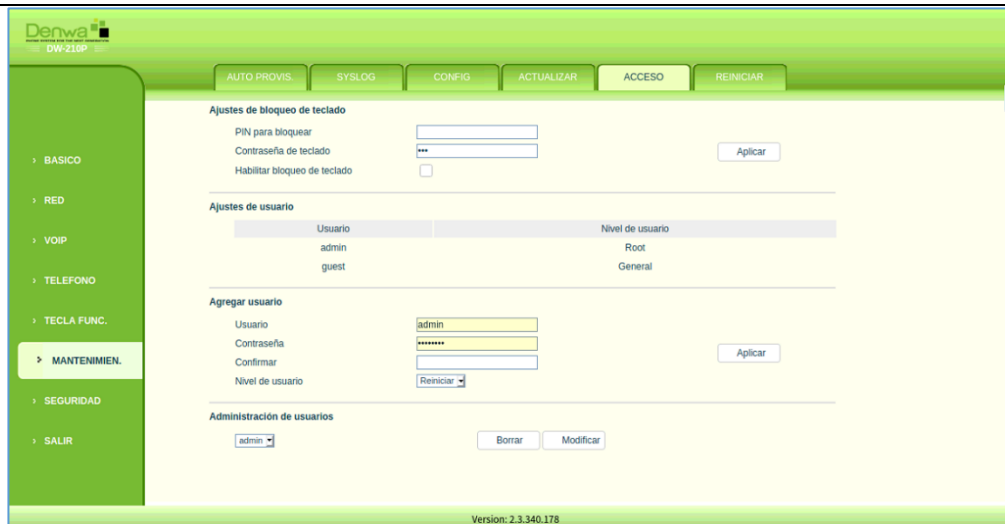 Denwa
DW-210P
AUTO PROVIS. SYSLOG CONFIG ACTUALIZAR ACCESO REINICIAR
› BASICO
› RED
› VOIP
› TELEFONO
› TECLA FUNC.
› MANTENIMIEN.
› SEGURIDAD
› SALIR
Ajustes de bloqueo de teclado
PIN para bloquear
Contraseña de teclado •••
Aplicar
Habilitar bloqueo de teclado
Ajustes de usuario
Usuario Nivel de usuario
admin Root
guest General
Agregar usuario
Usuario admin
Contraseña ••••••••
Aplicar
Confirmar
Nivel de usuario Reiniciar
Administración de usuarios
admin Borrar Modificar
Version: 2.3.340.178